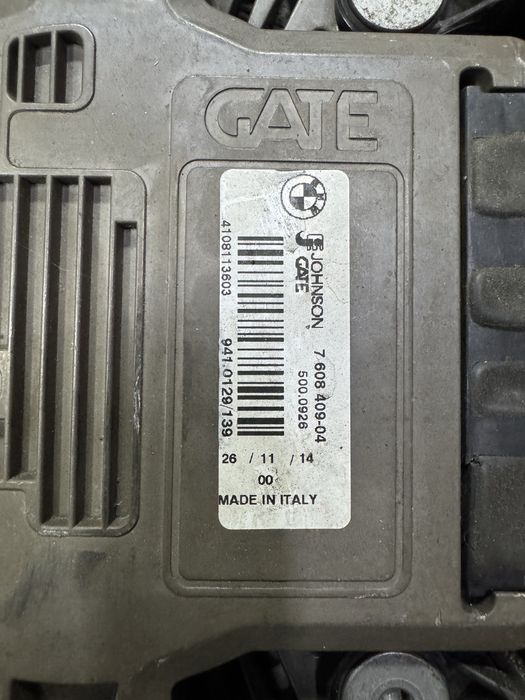 GATE
JOHNSON
GATE
7 608 409-04
500.0926
4108113603
941.0129/139
26 / 11 / 14
00
MADE IN ITALY